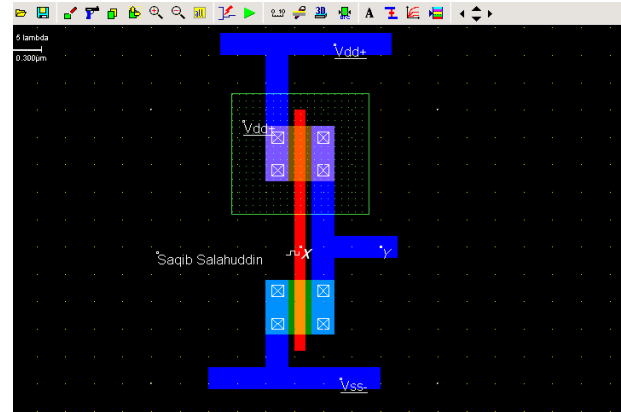 5 lambda
0.300µm
Vdd+
Vdd+
X
Y
Saqib Salahuddin
Vss-